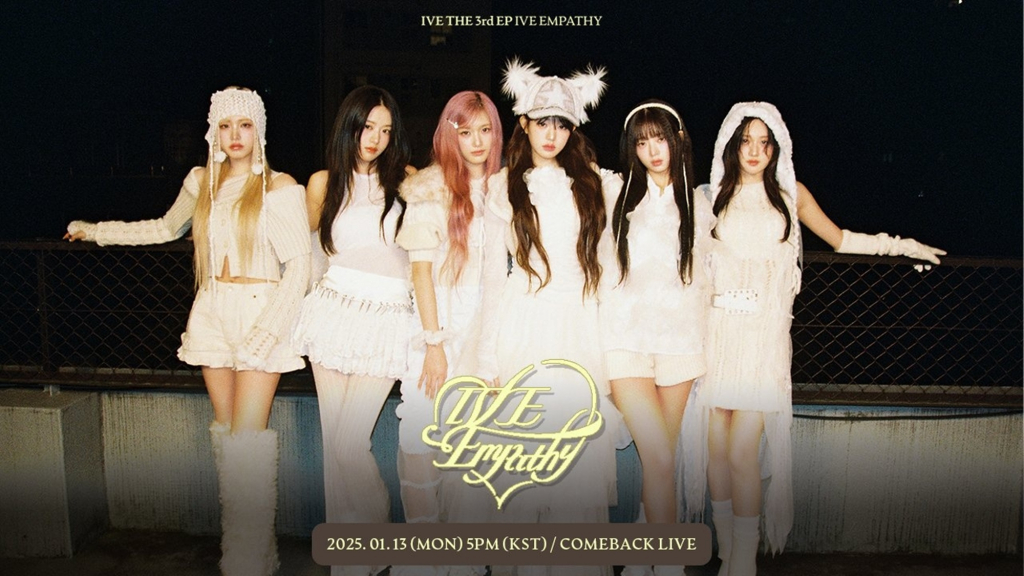 IVE THE 3rd EP IVE EMPATHY
IVE
Empathy
2025. 01. 13 (MON) 5PM (KST) / COMEBACK LIVE